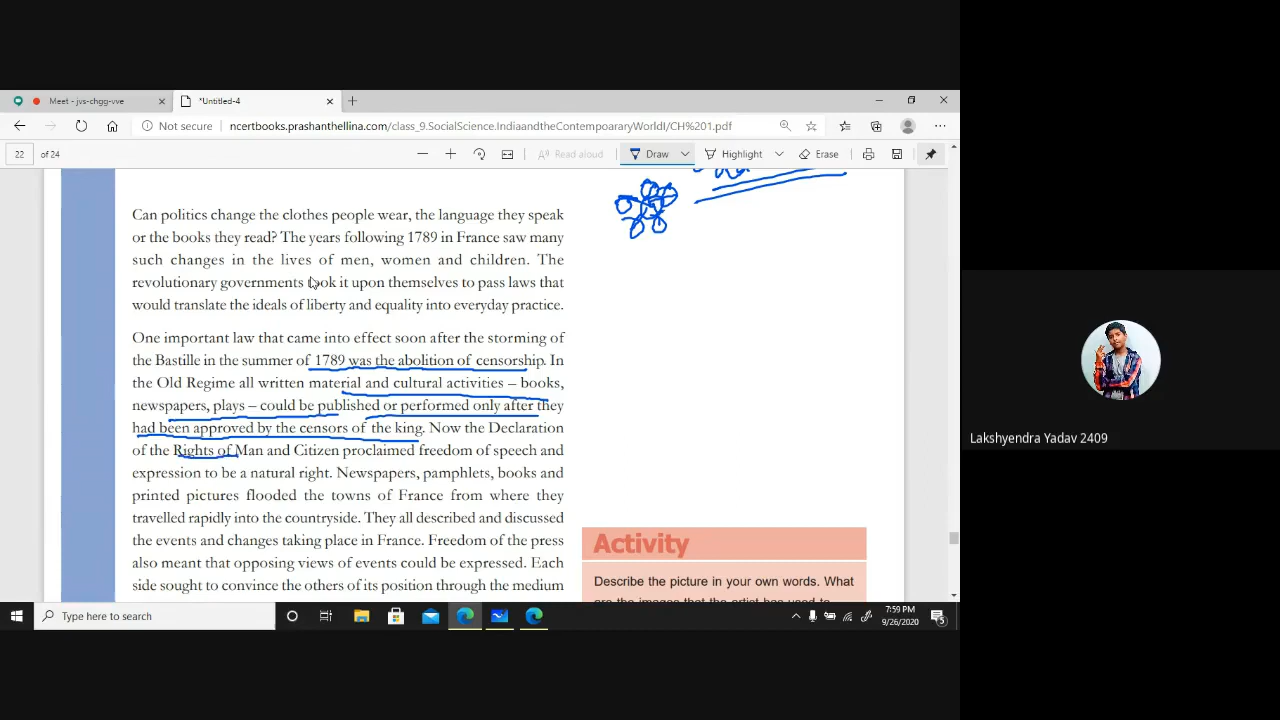 Meet - jvs-chgg-vve
*Untitled-4
Not secure
ncertbooks.prashanthellina.com/class_9.SocialScience.IndiaandtheContempoararyWorldI/CH%201.pdf
22 of 24
Read aloud
Draw
Highlight
Erase
Can politics change the clothes people wear, the language they speak
or the books they read? The years following 1789 in France saw many
such changes in the lives of men, women and children. The
revolutionary governments took it upon themselves to pass laws that
would translate the ideals of liberty and equality into everyday practice.
One important law that came into effect soon after the storming of
the Bastille in the summer of 1789 was the abolition of censorship. In
the Old Regime all written material and cultural activities – books,
newspapers, plays – could be published or performed only after they
had been approved by the censors of the king. Now the Declaration
of the Rights of Man and Citizen proclaimed freedom of speech and
expression to be a natural right. Newspapers, pamphlets, books and
printed pictures flooded the towns of France from where they
travelled rapidly into the countryside. They all described and discussed
the events and changes taking place in France. Freedom of the press
also meant that opposing views of events could be expressed. Each
side sought to convince the others of its position through the medium
Activity
Describe the picture in your own words. What
are the images that the artist has used to
Lakshyendra Yadav 2409
Type here to search
7:59 PM
9/26/2020
5